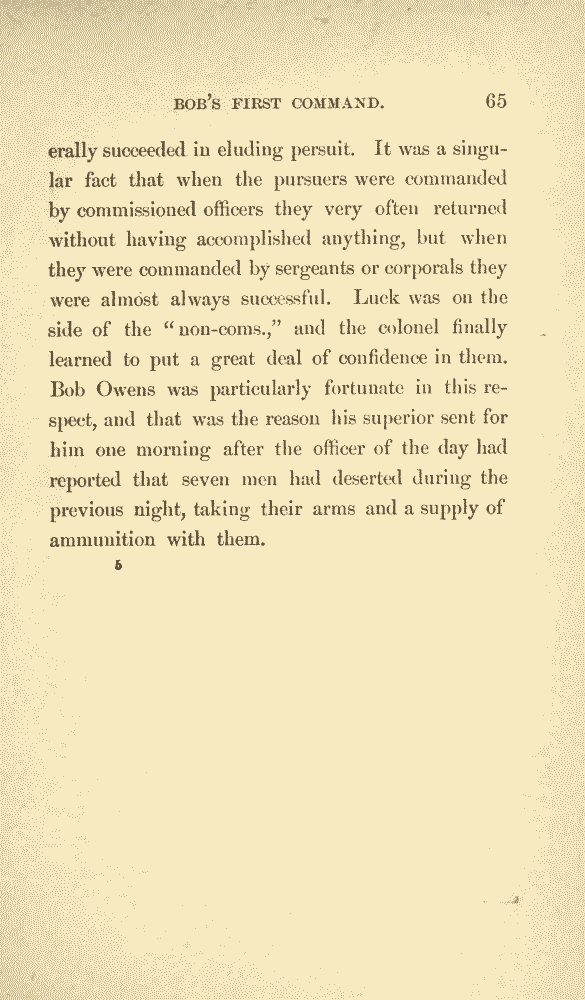 BOB'S FIRST COMMAND. 65
erally succeeded in eluding persuit. It was a singu-
lar fact that when the pursuers were commanded
by commissioned officers they very often returned
without having accomplished anything, but when
they were commanded by sergeants or corporals they
were almost always successful. Luck was on the
side of the “non-coms.,” and the colonel finally
learned to put a great deal of confidence in them.
Bob Owens was particularly fortunate in this re-
spect, and that was the reason his superior sent for
him one morning after the officer of the day had
reported that seven men had deserted during the
previous night, taking their arms and a supply of
ammunition with them.
5